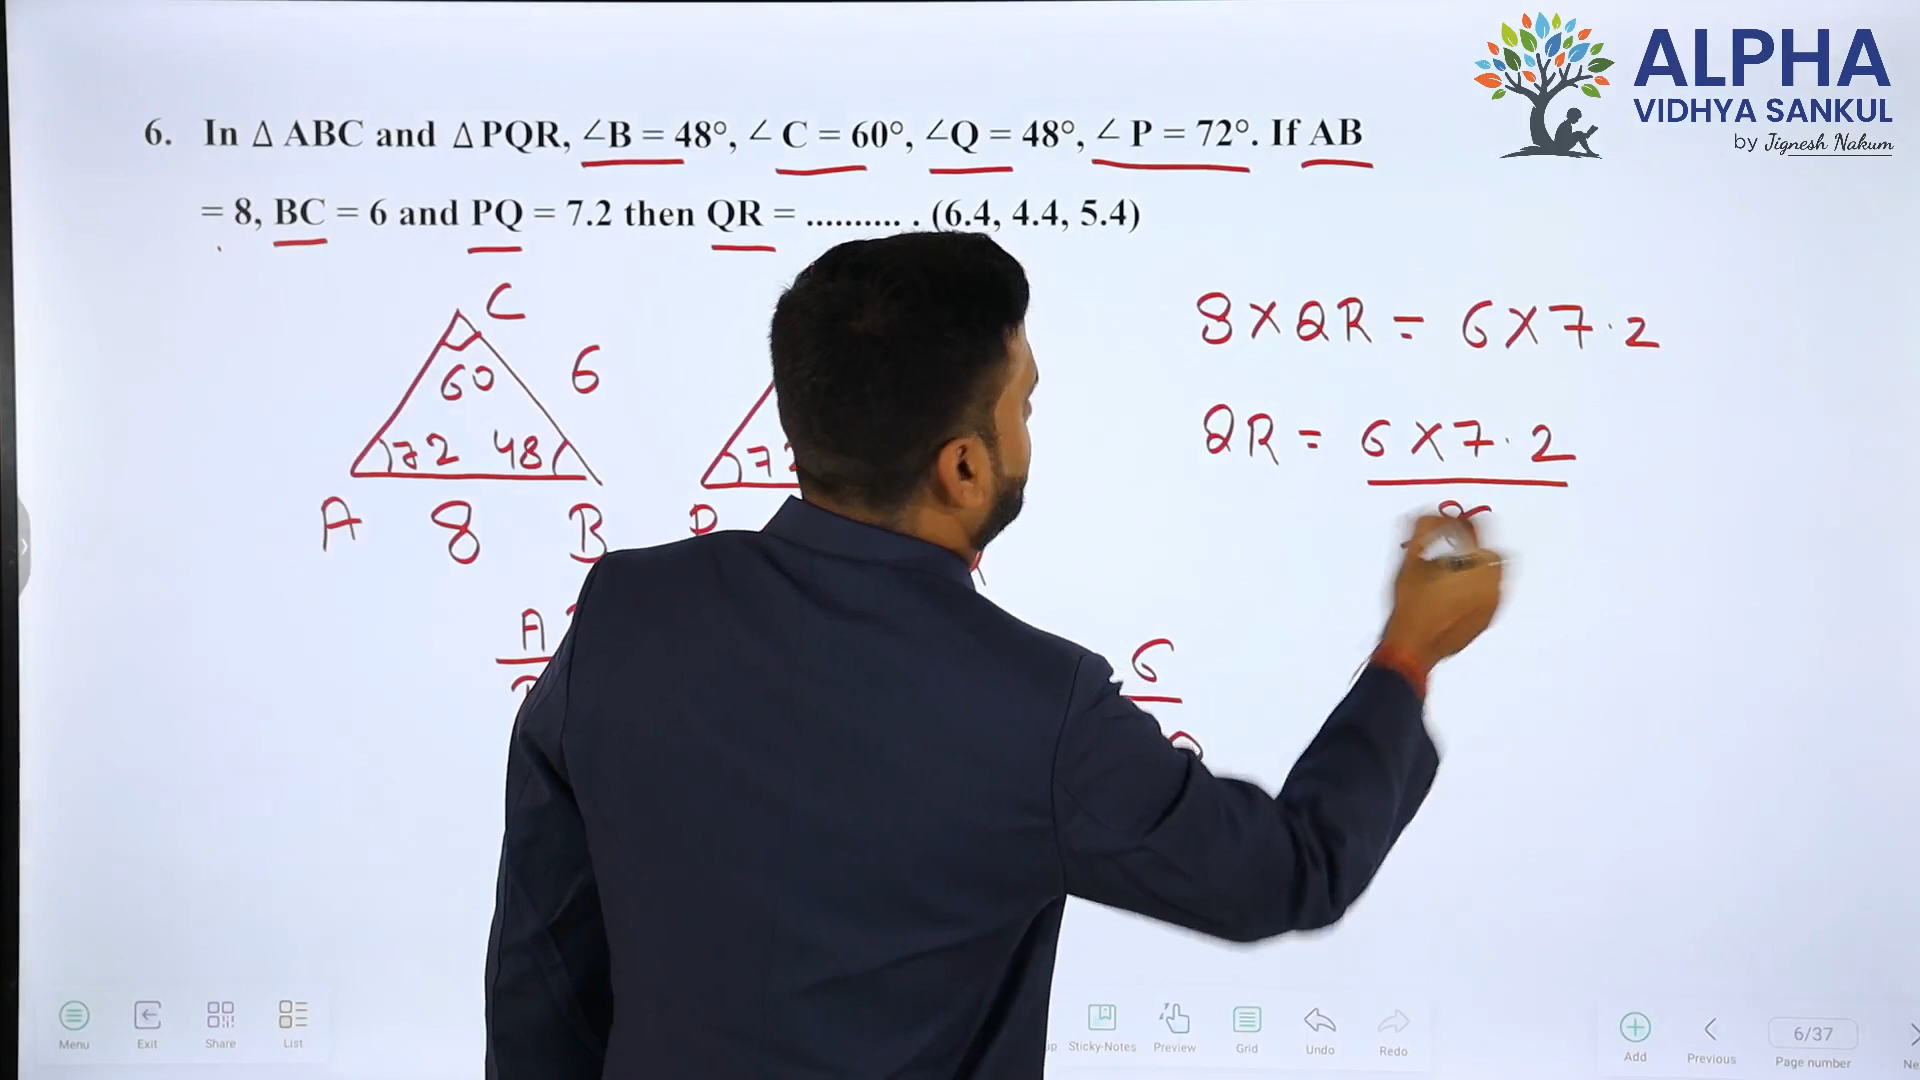 ALPHA
VIDHYA SANKUL
by Jignesh Nakum
6. In △ ABC and △ PQR, ∠B = 48°, ∠ C = 60°, ∠Q = 48°, ∠ P = 72°. If AB
= 8, BC = 6 and PQ = 7.2 then QR = .......... . (6.4, 4.4, 5.4)
C
60
6
72 48
A 8 B
8 × QR = 6 × 7.2
QR = 6 × 7.2
A
6
Menu Exit Share List Sticky-Notes Preview Grid Undo Redo Add Previous 6/37 Page number